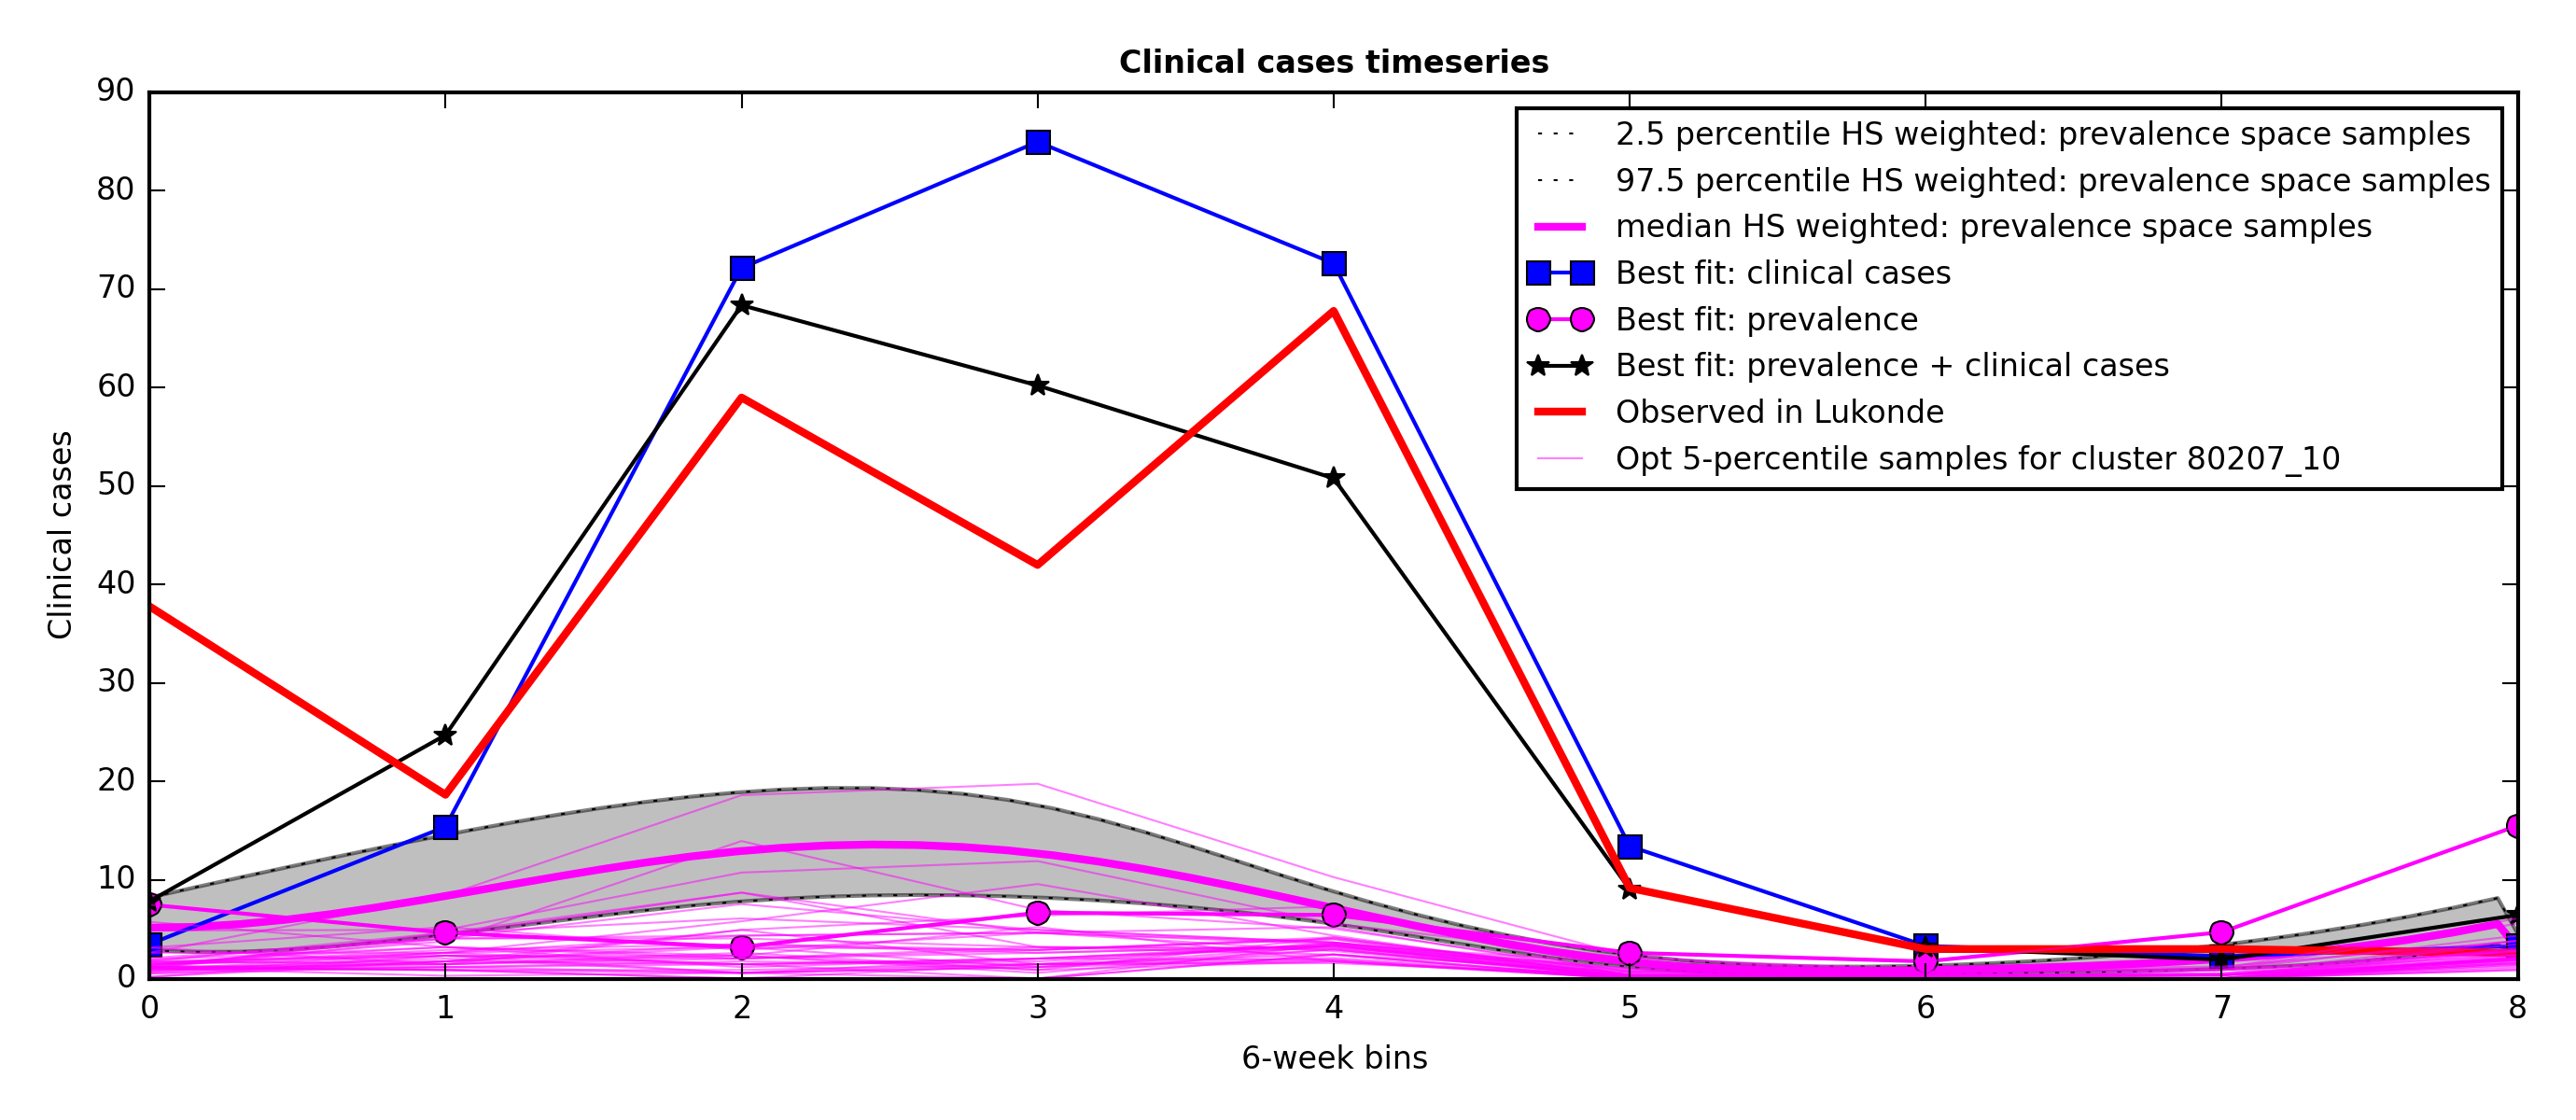 Clinical cases timeseries
90
80
70
60
50
40
30
20
10
0
Clinical cases
2.5 percentile HS weighted: prevalence space samples
97.5 percentile HS weighted: prevalence space samples
median HS weighted: prevalence space samples
Best fit: clinical cases
Best fit: prevalence
Best fit: prevalence + clinical cases
Observed in Lukonde
Opt 5-percentile samples for cluster 80207_10
0 1 2 3 4 5 6 7 8
6-week bins